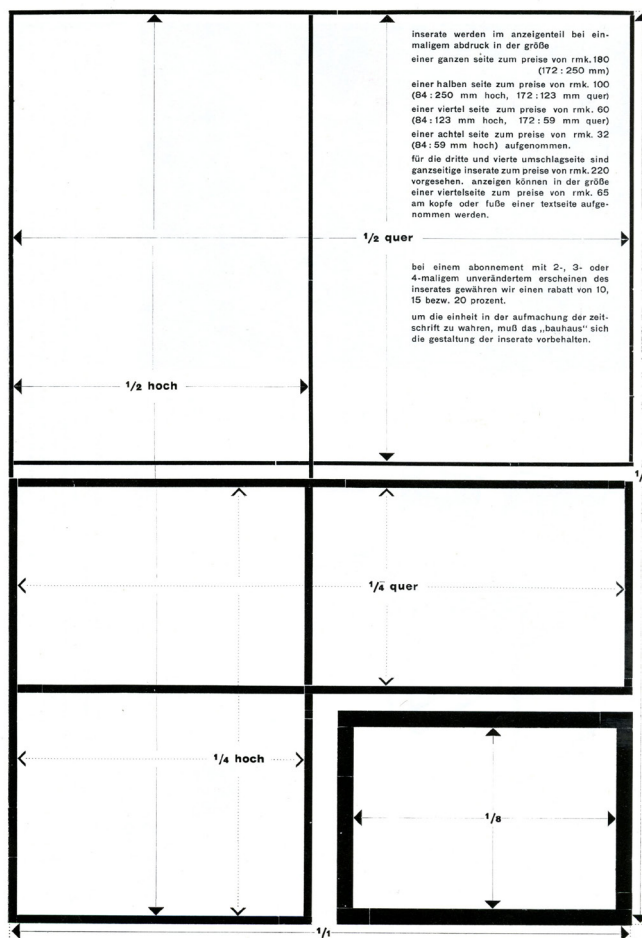 inserate werden im anzeigenteil bei ein-
maligem abdruck in der größe
einer ganzen seite zum preise von rmk. 180
(172 : 250 mm)
einer halben seite zum preise von rmk. 100
(84 : 250 mm hoch, 172 : 123 mm quer)
einer viertel seite zum preise von rmk. 60
(84 : 123 mm hoch, 172 : 59 mm quer)
einer achtel seite zum preise von rmk. 32
(84 : 59 mm hoch) aufgenommen.
für die dritte und vierte umschlagseite sind
ganzseitige inserate zum preise von rmk. 220
vorgesehen. anzeigen können in der größe
einer viertelseite zum preise von rmk. 65
am kopfe oder fuße einer textseite aufge-
nommen werden.
1/2 quer
bei einem abonnement mit 2-, 3- oder
4-maligem unverändertem erscheinen des
inserates gewähren wir einen rabatt von 10,
15 bezw. 20 prozent.
um die einheit in der aufmachung der zeit-
schrift zu wahren, muß das „bauhaus“ sich
die gestaltung der inserate vorbehalten.
1/2 hoch
1/4 quer
1/4 hoch
1/8
1/1